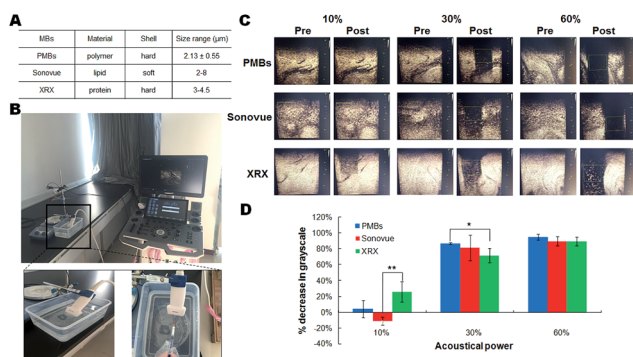 A
MBs Material Shell Size range (μm)
PMBs polymer hard 2.13 ± 0.55
Sonovue lipid soft 2-8
XRX protein hard 3-4.5
B
C
10% 30% 60%
Pre Post Pre Post Pre Post
PMBs
Sonovue
XRX
D
% decrease in grayscale
120%
100%
80%
60%
40%
20%
0%
-20%
-40%
PMBs
Sonovue
XRX
**
*
10% 30% 60%
Acoustical power